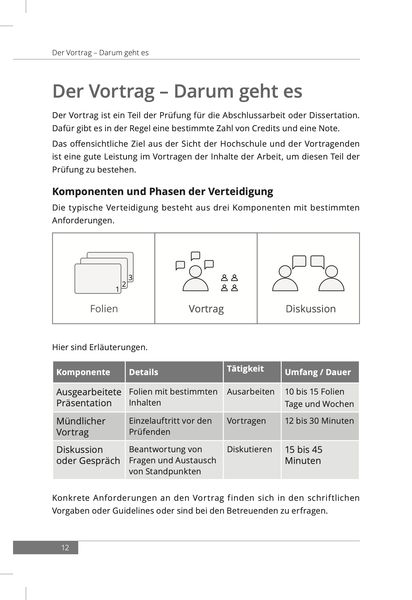 Der Vortrag – Darum geht es
Der Vortrag – Darum geht es
Der Vortrag ist ein Teil der Prüfung für die Abschlussarbeit oder Dissertation.
Dafür gibt es in der Regel eine bestimmte Zahl von Credits und eine Note.
Das offensichtliche Ziel aus der Sicht der Hochschule und der Vortragenden
ist eine gute Leistung im Vortragen der Inhalte der Arbeit, um diesen Teil der
Prüfung zu bestehen.
Komponenten und Phasen der Verteidigung
Die typische Verteidigung besteht aus drei Komponenten mit bestimmten
Anforderungen.
1 2 3
Folien Vortrag Diskussion
Hier sind Erläuterungen.
Komponente Details Tätigkeit Umfang / Dauer
Ausgearbeitete Folien mit bestimmten Ausarbeiten 10 bis 15 Folien
Präsentation Inhalten Tage und Wochen
Mündlicher Einzelauftritt vor den Vortragen 12 bis 30 Minuten
Vortrag Prüfenden
Diskussion Beantwortung von Diskutieren 15 bis 45
oder Gespräch Fragen und Austausch Minuten
von Standpunkten
Konkrete Anforderungen an den Vortrag finden sich in den schriftlichen
Vorgaben oder Guidelines oder sind bei den Betreuenden zu erfragen.
12